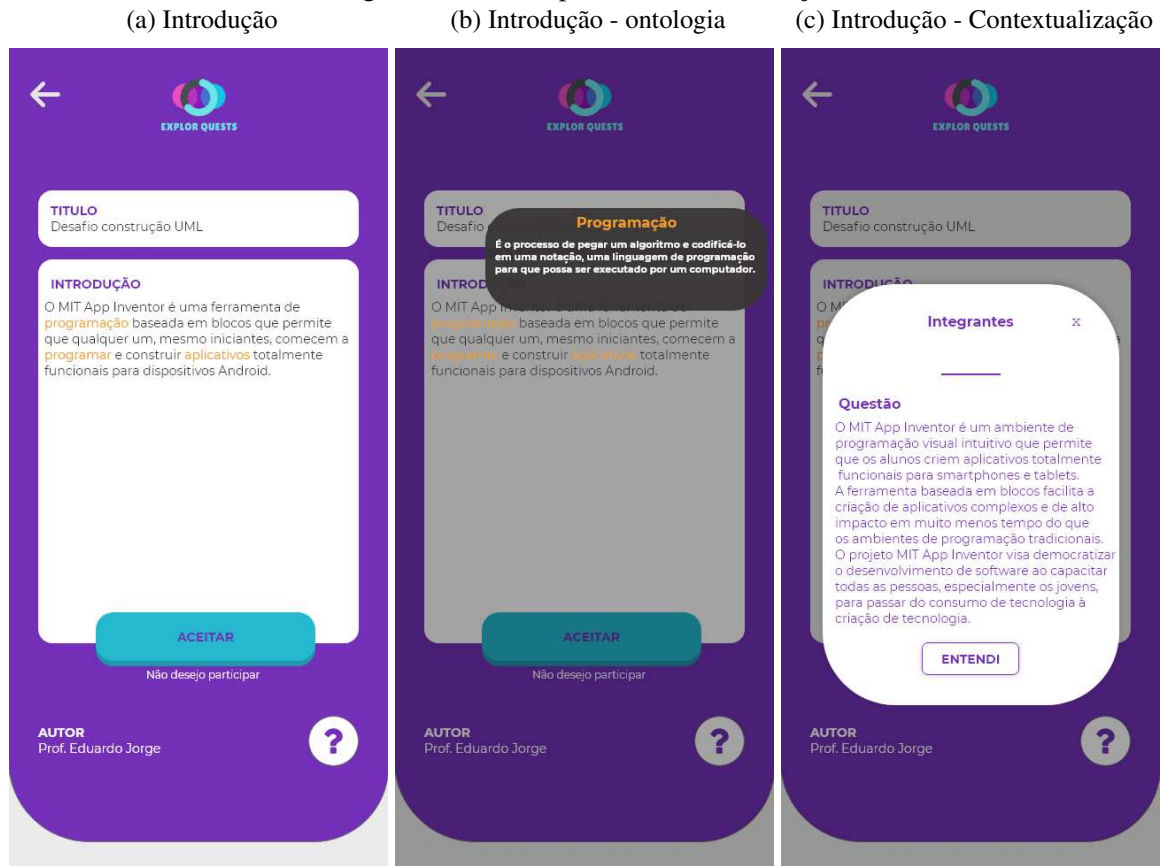 (a) Introdução
(b) Introdução - ontologia
(c) Introdução - Contextualização
EXPLOR QUESTS
TITULO
Desafio construção UML
INTRODUÇÃO
O MIT App Inventor é uma ferramenta de
programação baseada em blocos que permite
que qualquer um, mesmo iniciantes, comecem a
programar e construir aplicativos totalmente
funcionais para dispositivos Android.
ACEITAR
Não desejo participar
AUTOR
Prof. Eduardo Jorge
?
EXPLOR QUESTS
TITULO
Desafio
Programação
É o processo de pegar um algoritmo e codificá-lo
em uma notação, uma linguagem de programação
para que possa ser executado por um computador.
O MIT App Inventor é uma ferramenta de
programação baseada em blocos que permite
que qualquer um, mesmo iniciantes, comecem a
programar e construir aplicativos totalmente
funcionais para dispositivos Android.
ACEITAR
Não desejo participar
AUTOR
Prof. Eduardo Jorge
?
EXPLOR QUESTS
TITULO
Desafio construção UML
INTRODUÇÃO
Integrantes
x
Questão
O MIT App Inventor é um ambiente de
programação visual intuitivo que permite
que os alunos criem aplicativos totalmente
funcionais para smartphones e tablets.
A ferramenta baseada em blocos facilita a
criação de aplicativos complexos e de alto
impacto em muito menos tempo do que
os ambientes de programação tradicionais.
O projeto MIT App Inventor visa democratizar
o desenvolvimento de software ao capacitar
todas as pessoas, especialmente os jovens,
para passar do consumo de tecnologia à
criação de tecnologia.
ENTENDI
AUTOR
Prof. Eduardo Jorge
?